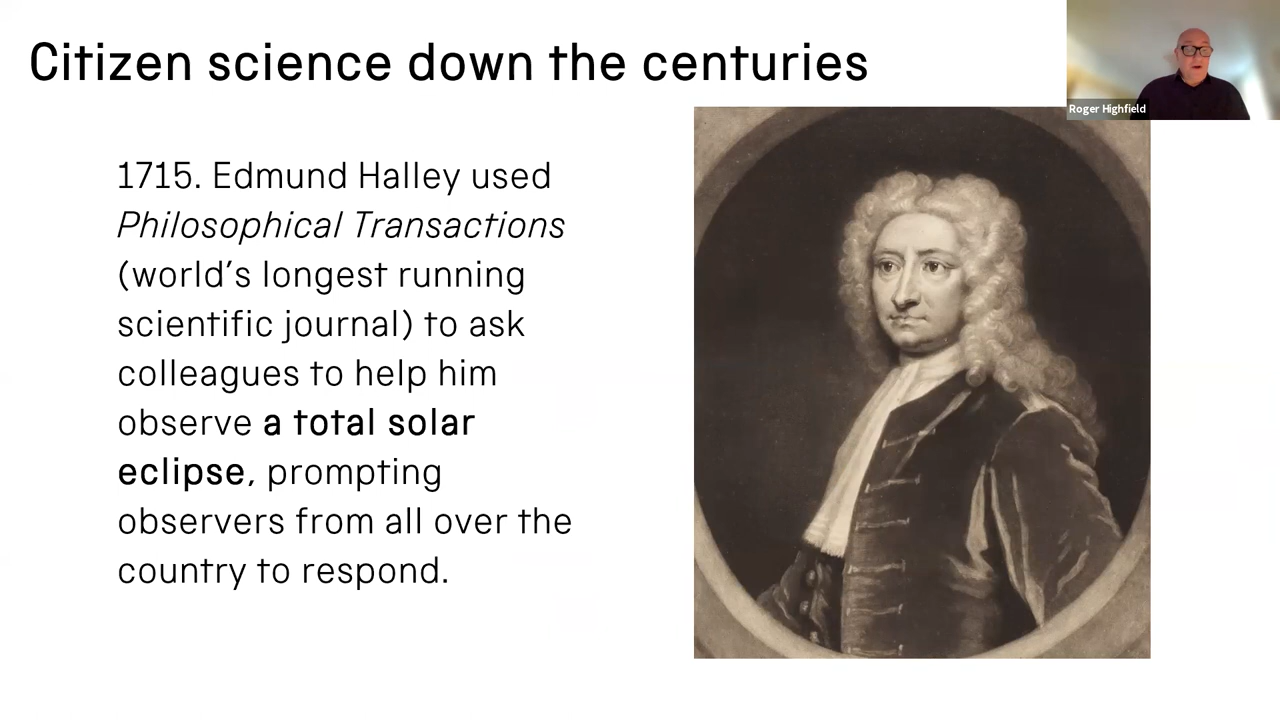 Citizen science down the centuries
Roger Highfield
1715. Edmund Halley used
Philosophical Transactions
(world’s longest running
scientific journal) to ask
colleagues to help him
observe a total solar
eclipse, prompting
observers from all over the
country to respond.